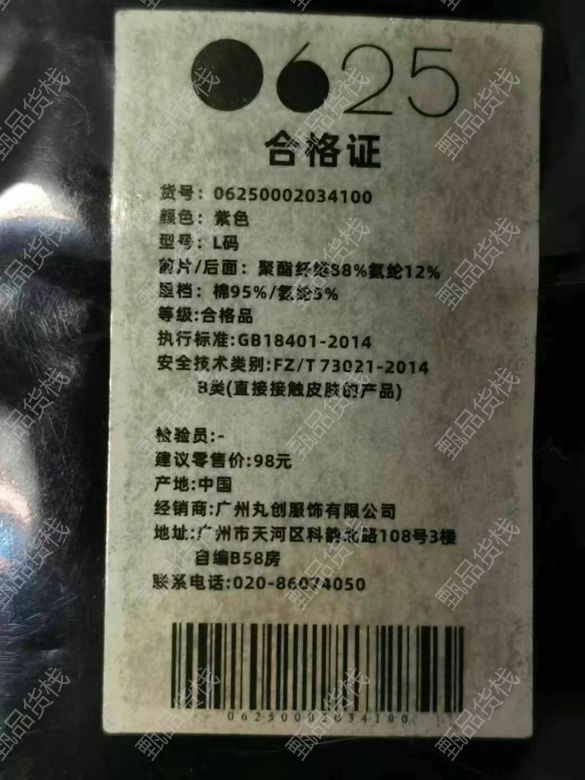 0625
合格证
货号：06250002034100
颜色：紫色
型号：L码
前片/后面：聚酯纤维88%氨纶12%
裆：棉95%/氨纶5%
等级:合格品
执行标准:GB18401-2014
安全技术类别:FZ/T 73021-2014
B类(直接接触皮肤的产品)
检验员:-
建议零售价:98元
产地:中国
经销商:广州丸创服饰有限公司
地址:广州市天河区科韵北路108号3楼
自编B58房
联系电话:020-86074050
06250002034100
甄品货栈